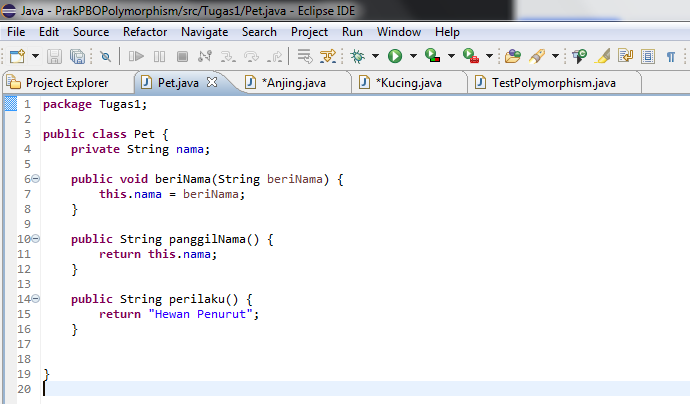 Java - PrakPBOPolymorphism/src/Tugas1/Pet.java - Eclipse IDE
File Edit Source Refactor Navigate Search Project Run Window Help
Project Explorer Pet.java *Anjing.java *Kucing.java TestPolymorphism.java
1 package Tugas1;
2
3 public class Pet {
4 private String nama;
5
6 public void beriNama(String beriNama) {
7 this.nama = beriNama;
8 }
9
10 public String panggilNama() {
11 return this.nama;
12 }
13
14 public String perilaku() {
15 return "Hewan Penurut";
16 }
17
18
19 }
20